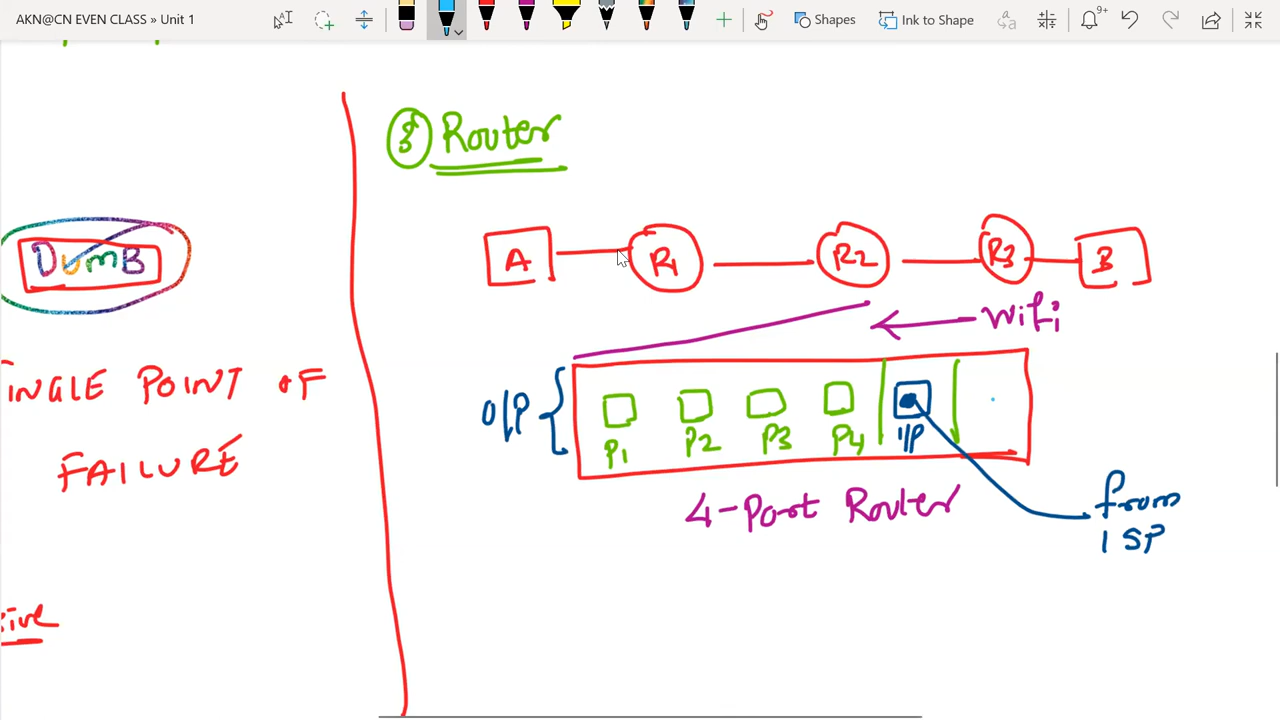 AKN@CN EVEN CLASS » Unit 1
Shapes
Ink to Shape
9+
DUMB
INGLE POINT OF
FAILURE
Router
A
R1
R2
R3
B
WiFi
O/P
P1
P2
P3
P4
I/P
4-Port Router
from
ISP